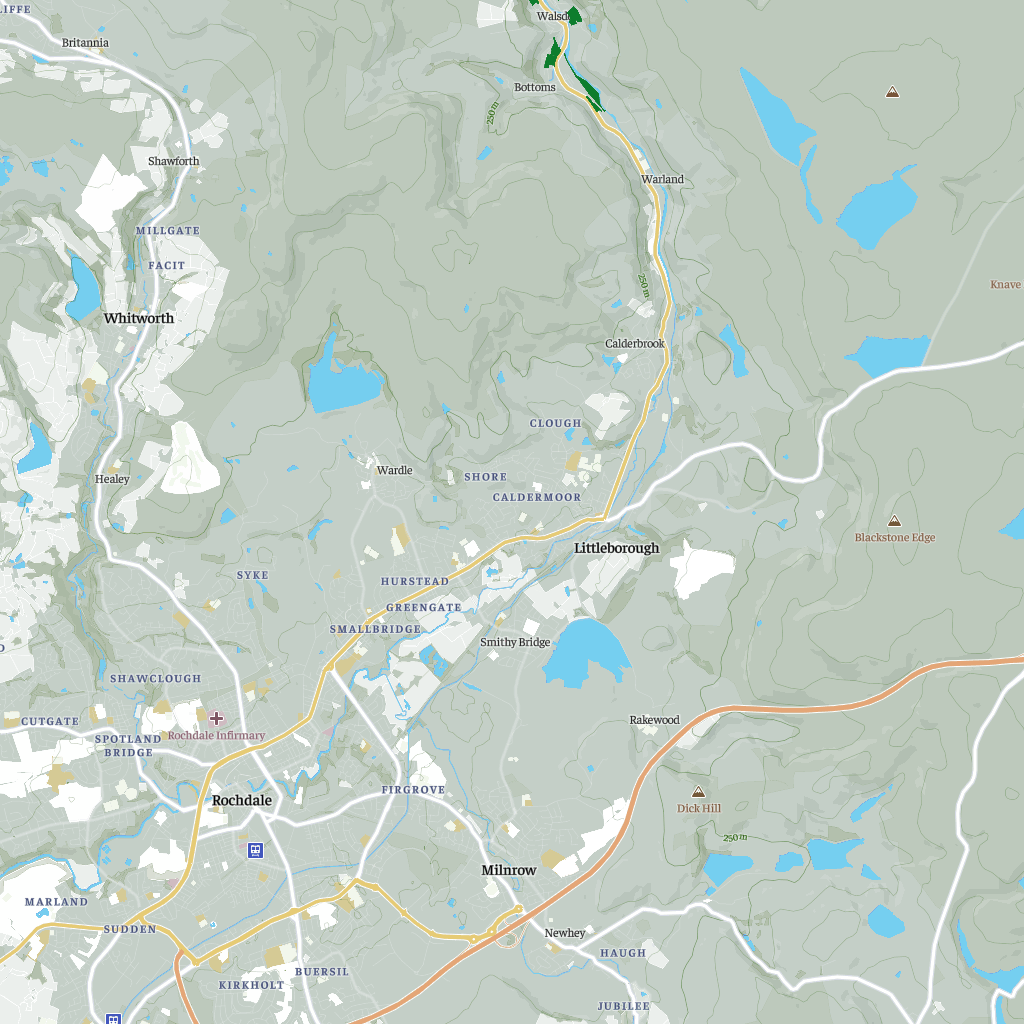 Walsd
Britannia
Bottoms
250 m
Shawforth
Warland
MILLGATE
FACIT
250 m
Knave
Whitworth
Calderbrook
CLOUGH
Wardle
SHORE
Healey
CALDERMOOR
Blackstone Edge
Littleborough
SYKE
HURSTEAD
GREENGATE
SMALLBRIDGE
Smithy Bridge
SHAWCLOUGH
CUTGATE
Rakewood
Rochdale Infirmary
SPOTLAND
BRIDGE
FIRGROVE
Rochdale
Dick Hill
250 m
Milnrow
MARLAND
SUDDEN
Newhey
HAUGH
BUERSIL
KIRKHOLT
JUBILEE